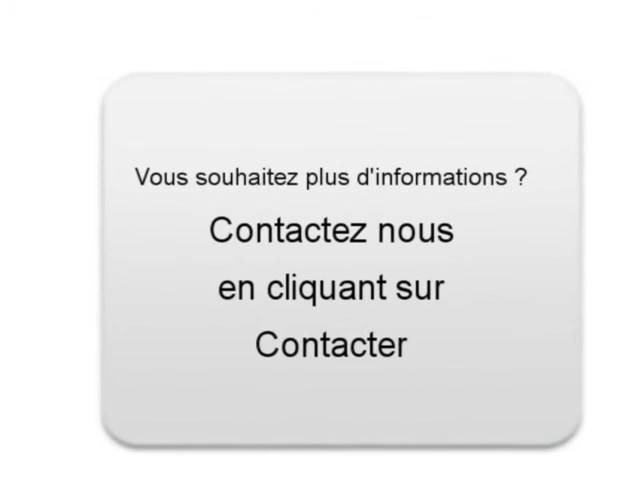 Vous souhaitez plus d'informations ?
Contactez nous
en cliquant sur
Contacter